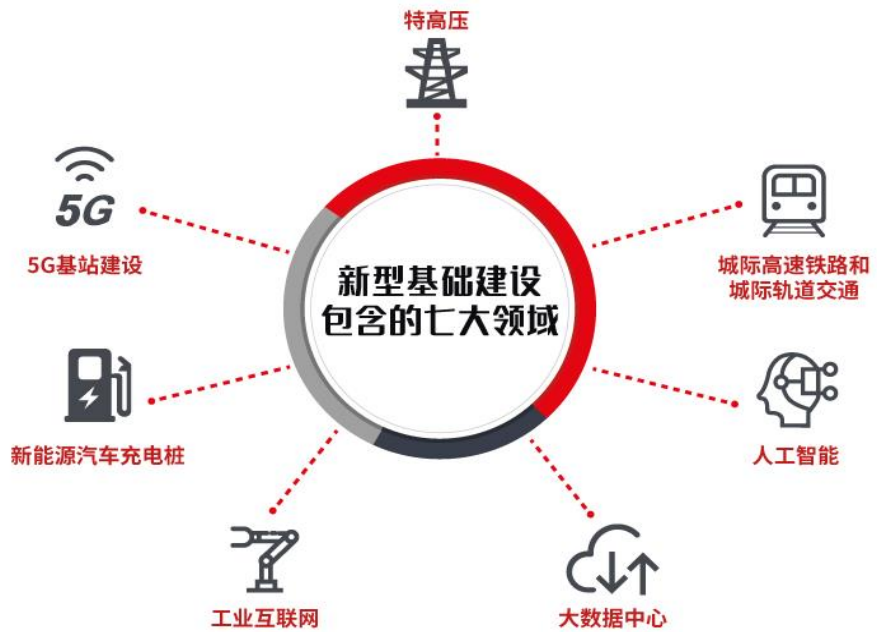 特高压
5G
5G基站建设
城际高速铁路和
城际轨道交通
新型基础建设
包含的七大领域
新能源汽车充电桩
人工智能
工业互联网
大数据中心